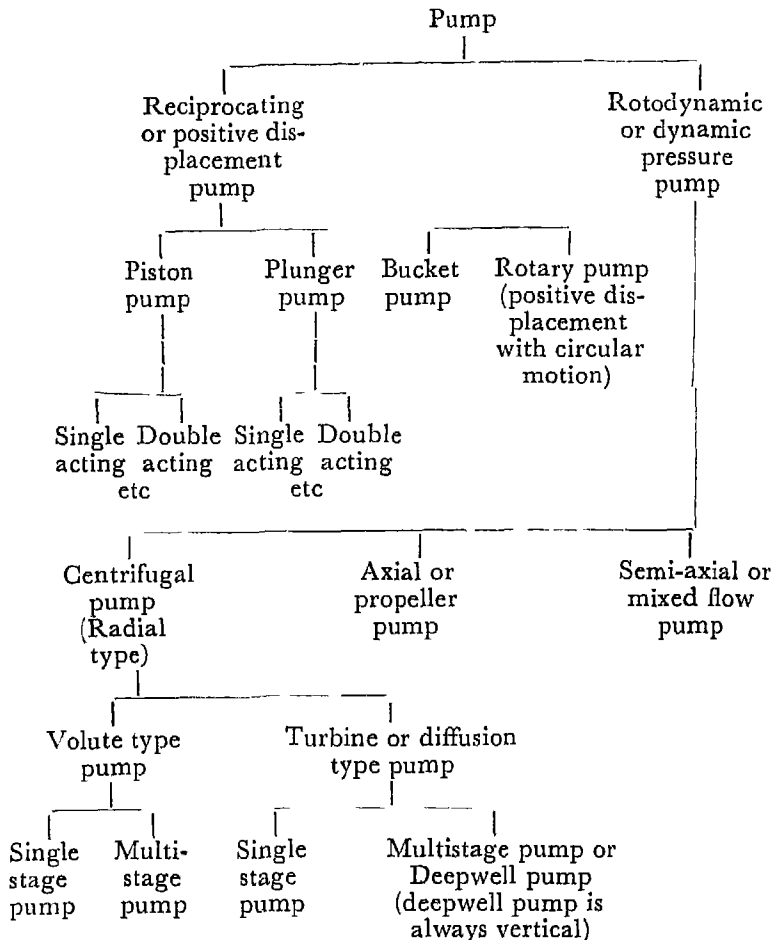 Pump
Reciprocating
or positive dis-
placement
pump
Rotodynamic
or dynamic
pressure
pump
Piston
pump
Plunger
pump
Bucket
pump
Rotary pump
(positive dis-
placement
with circular
motion)
Single
acting
Double
acting
etc
Single
acting
Double
acting
etc
Centrifugal
pump
(Radial
type)
Axial or
propeller
pump
Semi-axial or
mixed flow
pump
Volute type
pump
Turbine or diffusion
type pump
Single
stage
pump
Multi-
stage
pump
Single
stage
pump
Multistage pump or
Deepwell pump
(deepwell pump is
always vertical)